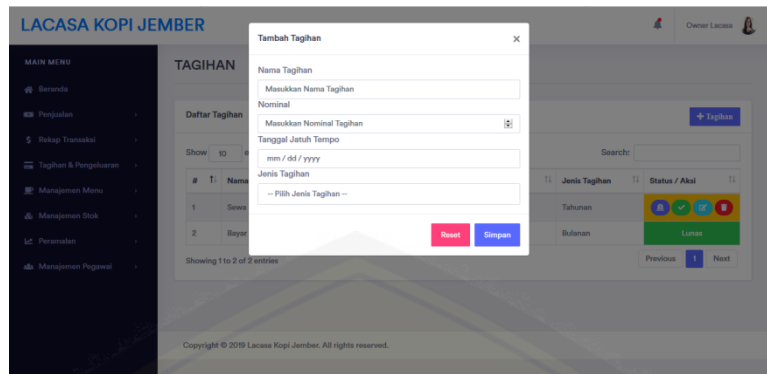 LACASA KOPI JEMBER
Owner Lacasa
MAIN MENU
Beranda
Penjualan
Rekap Transaksi
Tagihan & Pengeluaran
Manajemen Menu
Manajemen Stok
Peramalan
Manajemen Pegawai
TAGIHAN
Daftar Tagihan
+ Tagihan
Show 10
Search:
# Nama Jenis Tagihan Status / Aksi
1 Sewa Tahunan
2 Bayar Bulanan Lunas
Showing 1 to 2 of 2 entries
Previous 1 Next
Tambah Tagihan ×
Nama Tagihan
Masukkan Nama Tagihan
Nominal
Masukkan Nominal Tagihan
Tanggal Jatuh Tempo
mm / dd / yyyy
Jenis Tagihan
-- Pilih Jenis Tagihan --
Reset Simpan
Copyright © 2019 Lacasa Kopi Jember. All rights reserved.